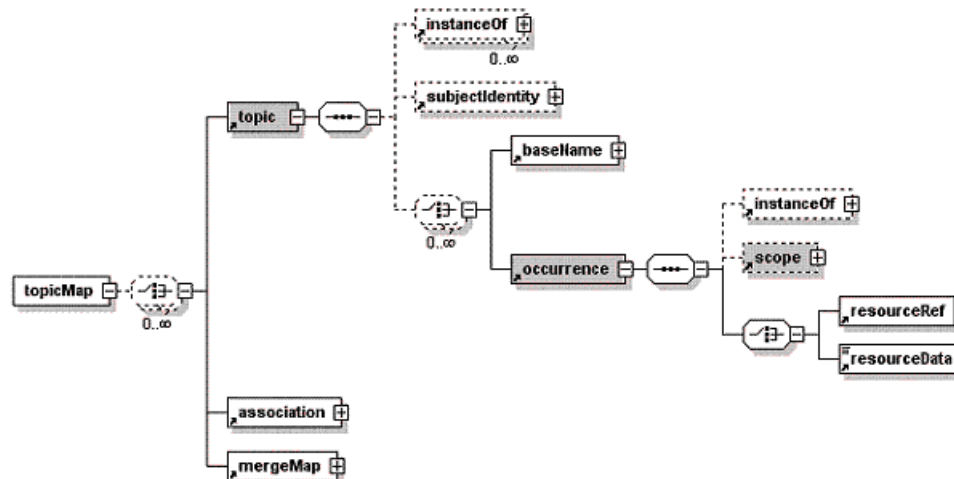 instanceOf
0..∞
subjectIdentity
topic
baseName
0..∞
instanceOf
scope
occurrence
topicMap
0..∞
resourceRef
resourceData
association
mergeMap